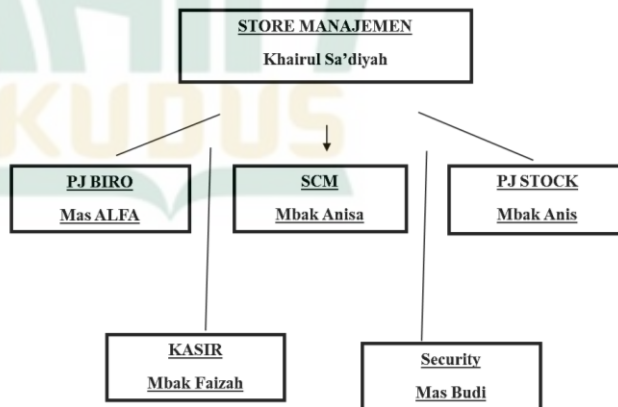 STORE MANAJEMEN
Khairul Sa’diyah
KUDUS
PJ BIRO
Mas ALFA
SCM
Mbak Anisa
PJ STOCK
Mbak Anis
KASIR
Mbak Faizah
Security
Mas Budi